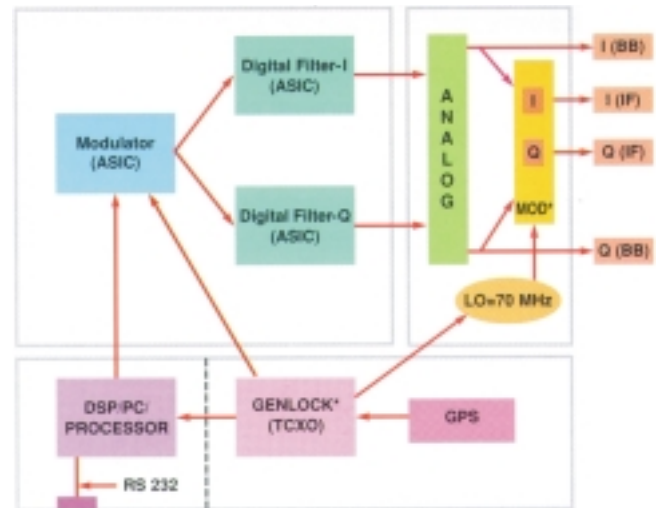 Digital Filter-I
(ASIC)
Modulator
(ASIC)
Digital Filter-Q
(ASIC)
ANALOG
I
Q
MOD*
I (BB)
I (IF)
Q (IF)
Q (BB)
LO=70 MHz
DSP/PC/
PROCESSOR
GENLOCK*
(TCXO)
GPS
RS 232